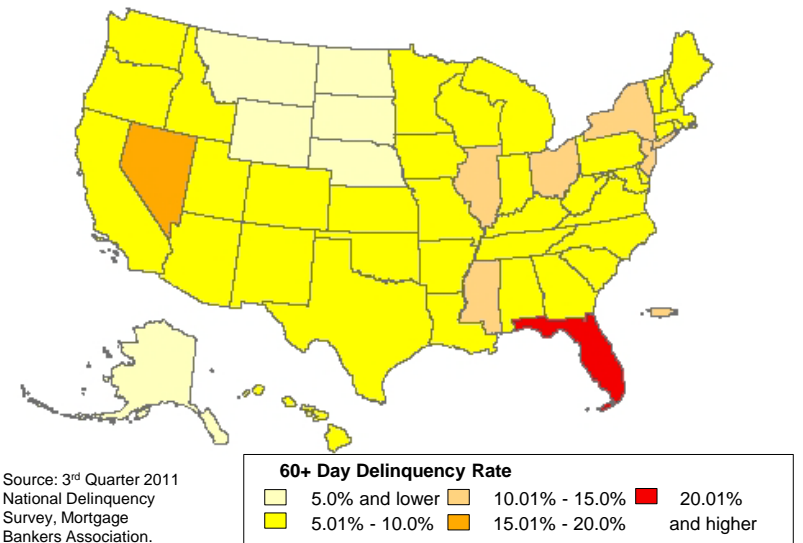 Source: 3rd Quarter 2011
National Delinquency
Survey, Mortgage
Bankers Association.
60+ Day Delinquency Rate
5.0% and lower 10.01% - 15.0% 20.01%
5.01% - 10.0% 15.01% - 20.0% and higher